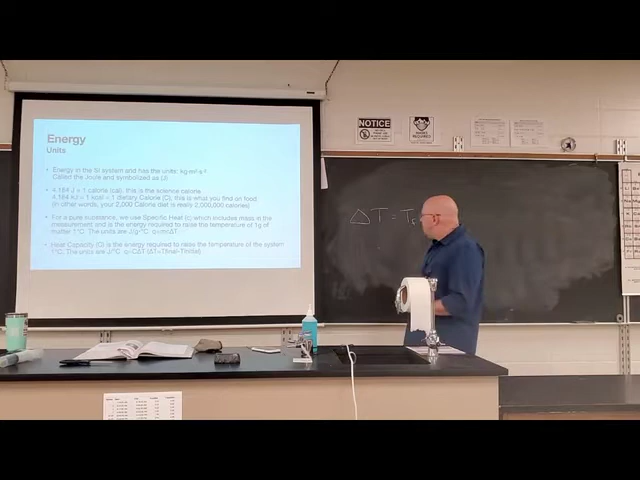 Energy
Units
• Energy in the SI system and has the units: kg·m²·s⁻²
Called the Joule and symbolized as (J)
• 4.184 J = 1 calorie (cal), this is the science calorie
4.184 kJ = 1 kcal = 1 dietary Calorie (C), this is what you find on food
(In other words, your 2,000 Calorie diet is really 2,000,000 calories)
• For a pure substance, we use Specific Heat (c) which includes mass in the
measurement and is the energy required to raise the temperature of 1g of
matter 1°C. The units are J/g·°C. q=mcΔT
• Heat Capacity (C) is the energy required to raise the temperature of the system
1°C. The units are J/°C. q=CΔT (ΔT=Tfinal-Tinitial)
ΔT = T
NOTICE
REQUIRED